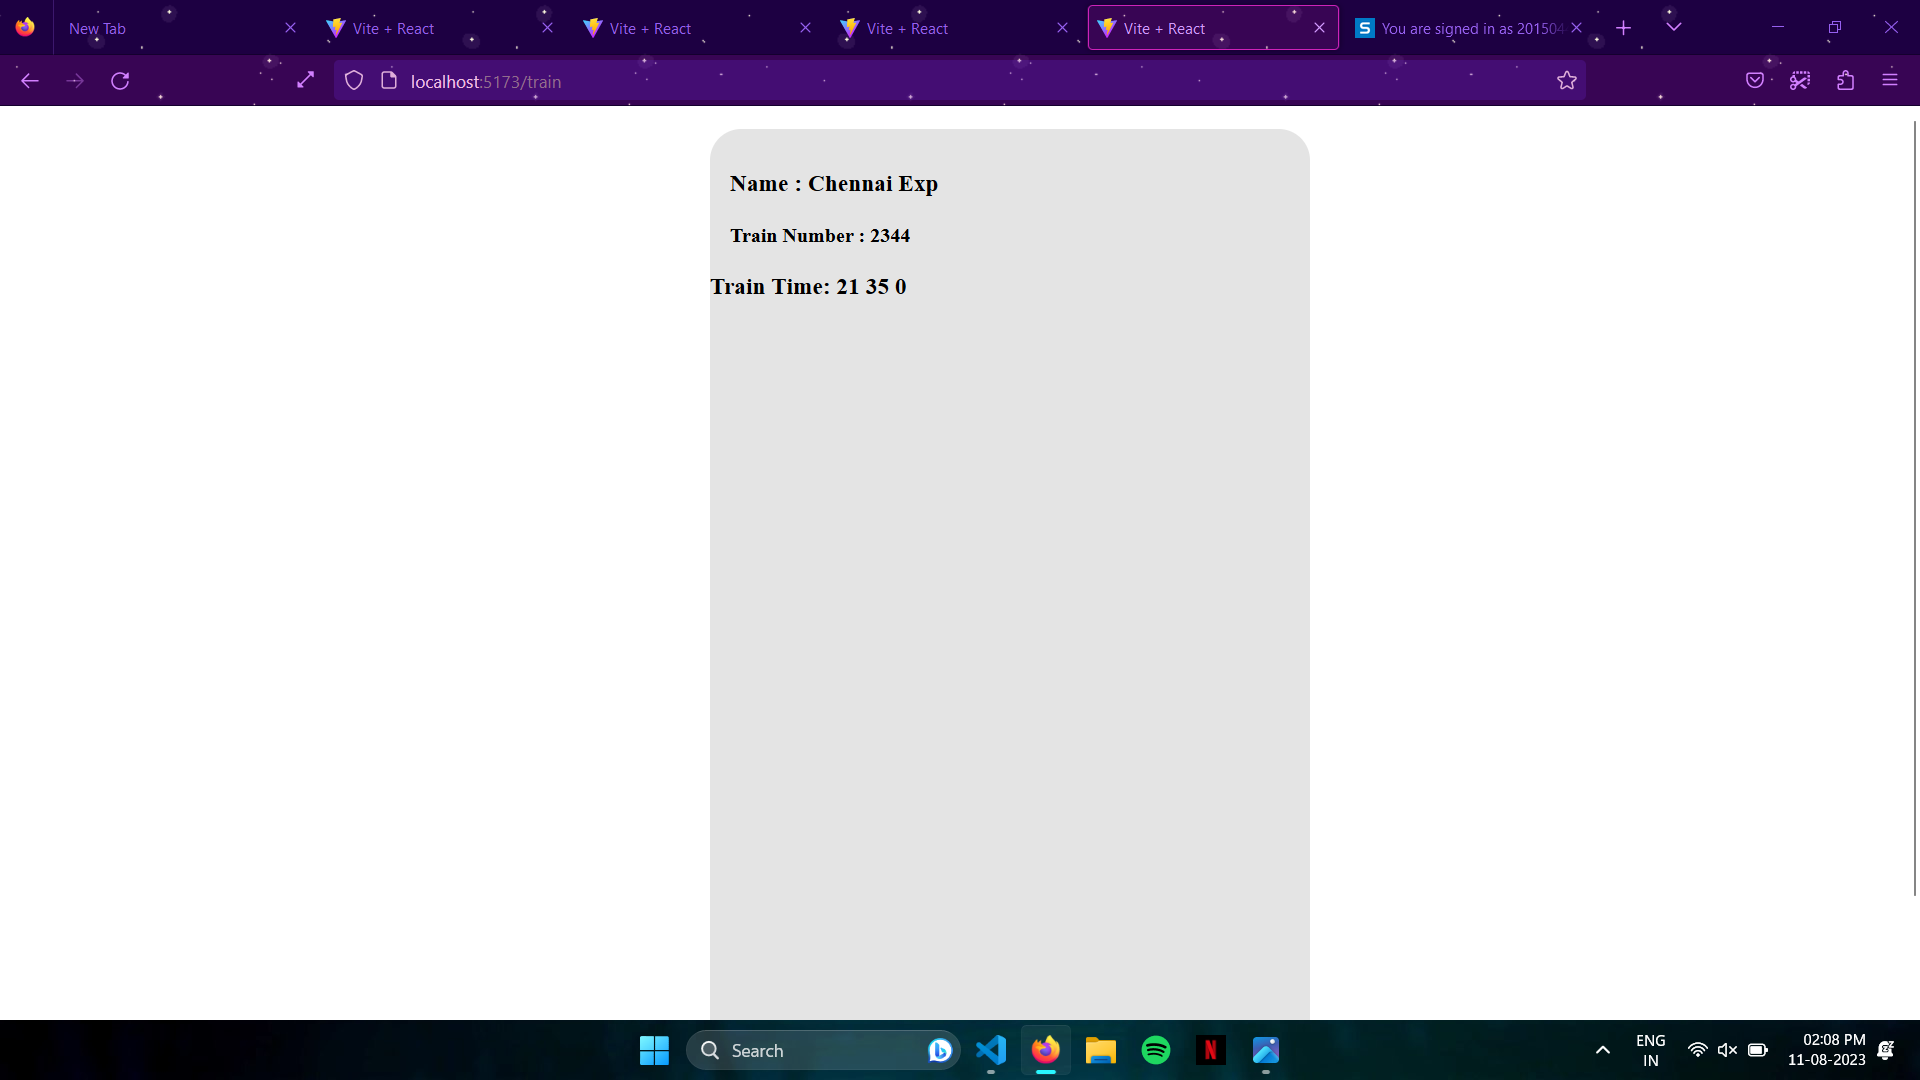 New Tab
Vite + React
Vite + React
Vite + React
Vite + React
S
You are signed in as 20150
localhost:5173/train
Name : Chennai Exp
Train Number : 2344
Train Time: 21 35 0
Search
ENG
IN
02:08 PM
11-08-2023